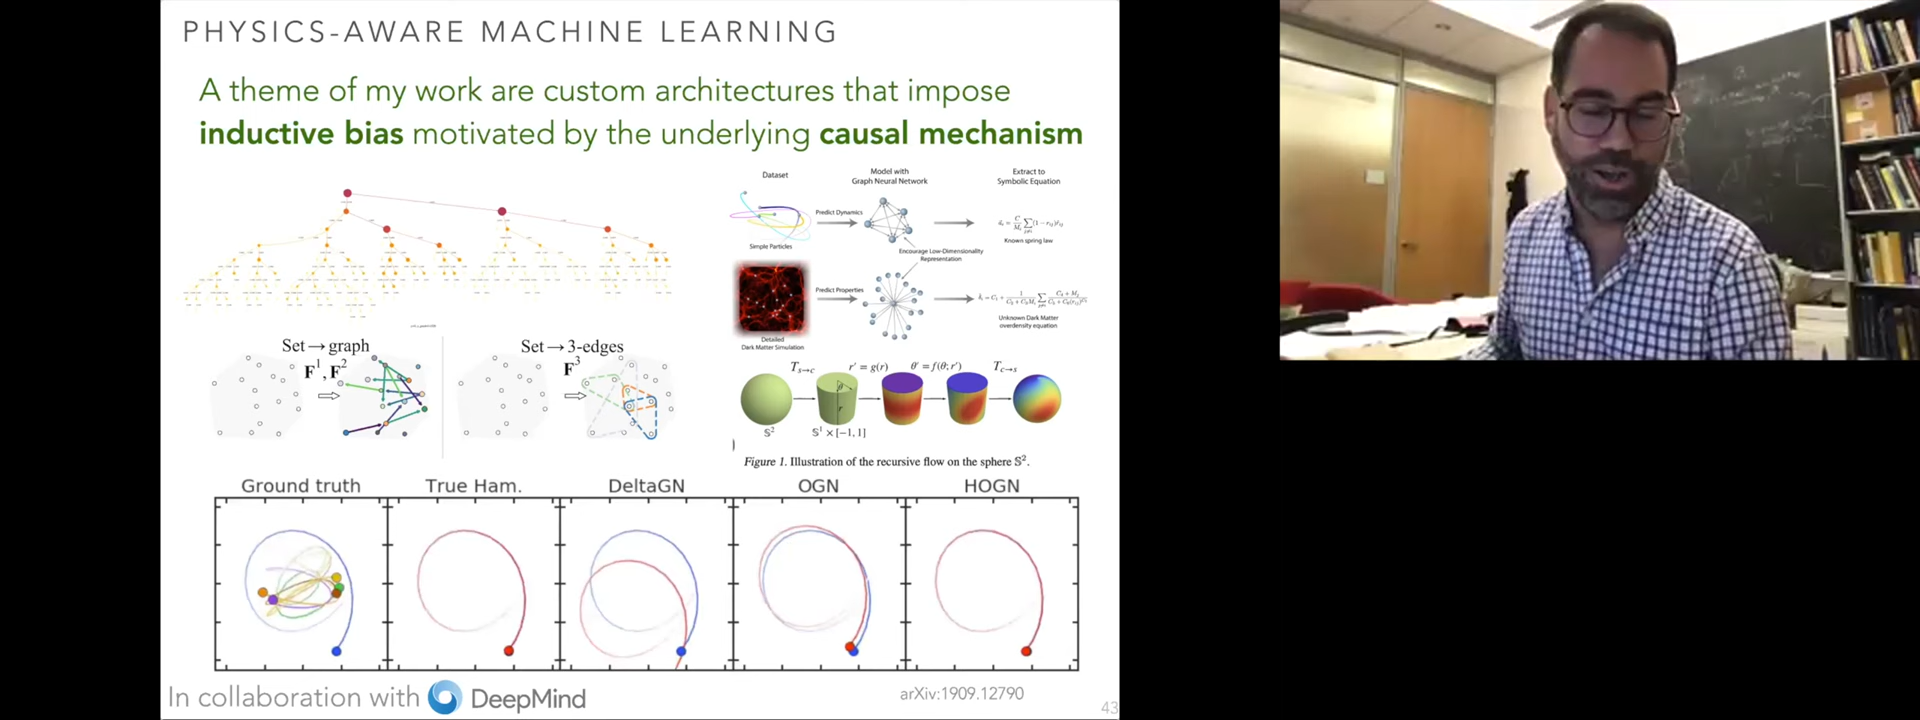 PHYSICS-AWARE MACHINE LEARNING
A theme of my work are custom architectures that impose
inductive bias motivated by the underlying causal mechanism
Dataset
Model with
Graph Neural Network
Extract to
Symbolic Equation
Predict Dynamics
Simple Particles
Known spring law
Encourage Low-Dimensionality
Representation
Predict Properties
Detailed
Dark Matter Simulation
Unknown Dark Matter
overdensity equation
Set → graph
F¹, F²
Set → 3-edges
F³
T s→c
r′ = g(r)
θ′ = f(θ; r′)
T c→s
θ
r
𝕊²
𝕊¹ × [−1, 1]
Figure 1. Illustration of the recursive flow on the sphere 𝕊².
Ground truth
True Ham.
DeltaGN
OGN
HOGN
In collaboration with DeepMind
arXiv:1909.12790
43